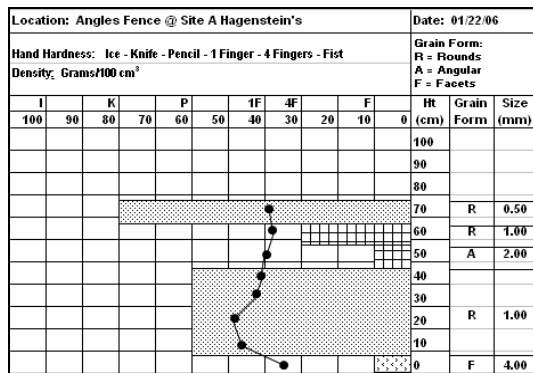 Location: Angles Fence @ Site A Hagenstein's
Date: 01/22/06
Hand Hardness: Ice - Knife - Pencil - 1 Finger - 4 Fingers - Fist
Density: Grams/100 cm³
Grain Form:
R = Rounds
A = Angular
F = Facets
I K P 1F 4F F Ht Grain Size
100 90 80 70 60 50 40 30 20 10 0 (cm) Form (mm)
100
90
80
70 R 0.50
60 R 1.00
50 A 2.00
40
30
20 R 1.00
10
0 F 4.00